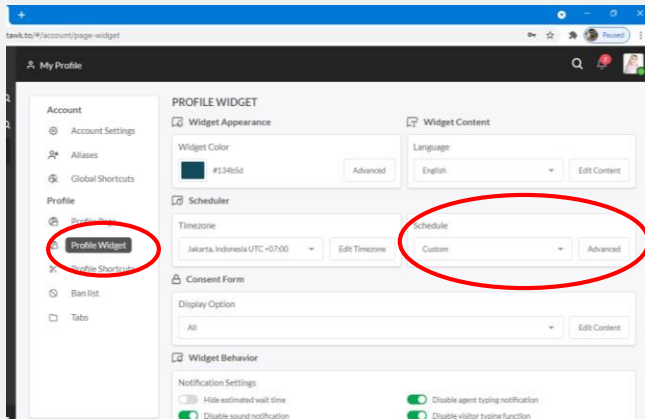 tawk.to/#/account/page-widget
Paused
My Profile
Account
Account Settings
Aliases
Global Shortcuts
Profile
Profile Page
Profile Widget
Profile Shortcuts
Ban list
Tabs
PROFILE WIDGET
Widget Appearance
Widget Content
Widget Color
#134b5d
Advanced
Language
English
Edit Content
Scheduler
Timezone
Jakarta, Indonesia UTC +07:00
Edit Timezone
Schedule
Custom
Advanced
Consent Form
Display Option
All
Edit Content
Widget Behavior
Notification Settings
Hide estimated wait time
Disable agent typing notification
Disable sound notification
Disable visitor typing function